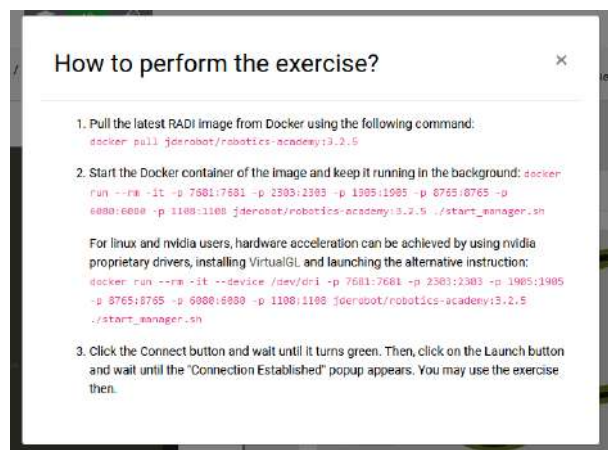 How to perform the exercise?
×
1. Pull the latest RADI image from Docker using the following command:
docker pull jderobot/robotics-academy:3.2.5
2. Start the Docker container of the image and keep it running in the background: docker
run --rm -it -p 7681:7681 -p 2303:2303 -p 1905:1905 -p 8765:8765 -p
6080:6080 -p 1108:1108 jderobot/robotics-academy:3.2.5 ./start_manager.sh
For linux and nvidia users, hardware acceleration can be achieved by using nvidia
proprietary drivers, installing VirtualGL and launching the alternative instruction:
docker run --rm -it --device /dev/dri -p 7681:7681 -p 2303:2303 -p 1905:1905
-p 8765:8765 -p 6080:6080 -p 1108:1108 jderobot/robotics-academy:3.2.5
./start_manager.sh
3. Click the Connect button and wait until it turns green. Then, click on the Launch button
and wait until the "Connection Established" popup appears. You may use the exercise
then.